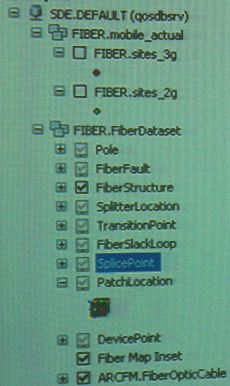 SDE.DEFAULT (qosdbsrv)
FIBER.mobile_actual
FIBER.sites_3g
FIBER.sites_2g
FIBER.FiberDataset
Pole
FiberFault
FiberStructure
SplitterLocation
TransitionPoint
FiberSlackLoop
SplicePoint
PatchLocation
DevicePoint
Fiber Map Inset
ARCFM.FiberOpticCable